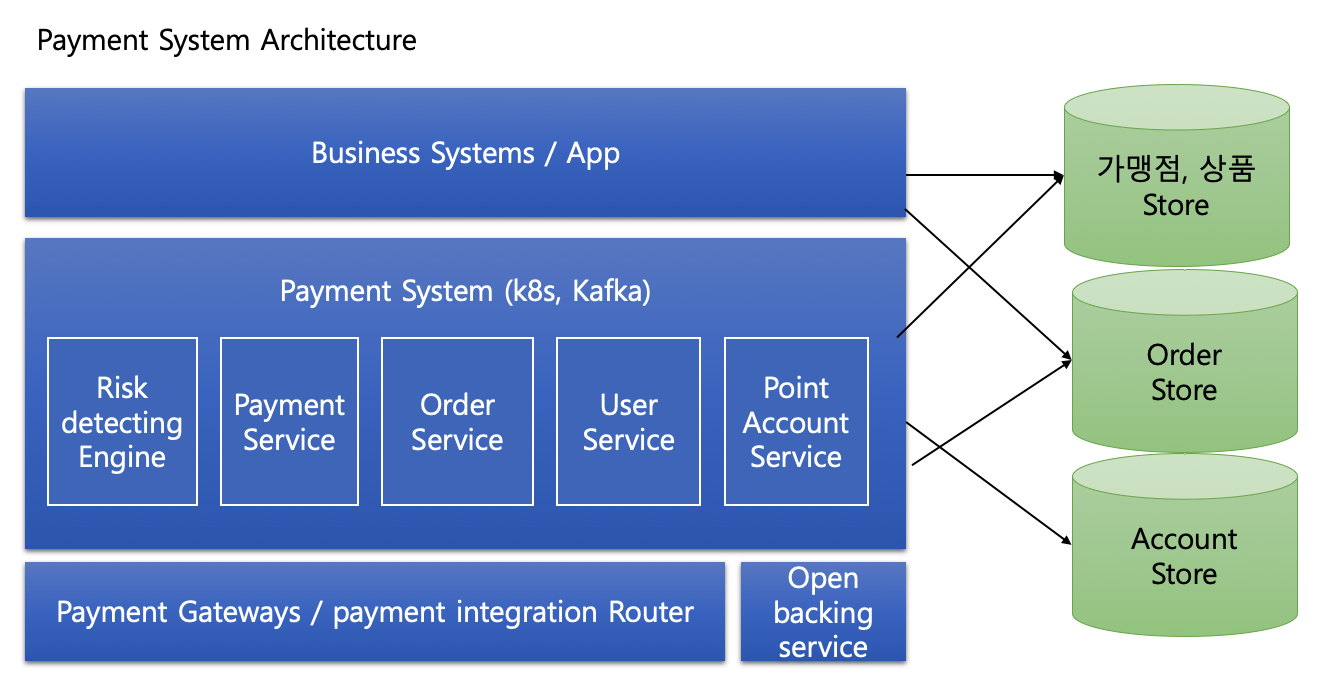 Payment System Architecture
Business Systems / App
가맹점, 상품
Store
Payment System (k8s, Kafka)
Risk
detecting
Engine
Payment
Service
Order
Service
User
Service
Point
Account
Service
Order
Store
Account
Store
Payment Gateways / payment integration Router
Open
backing
service